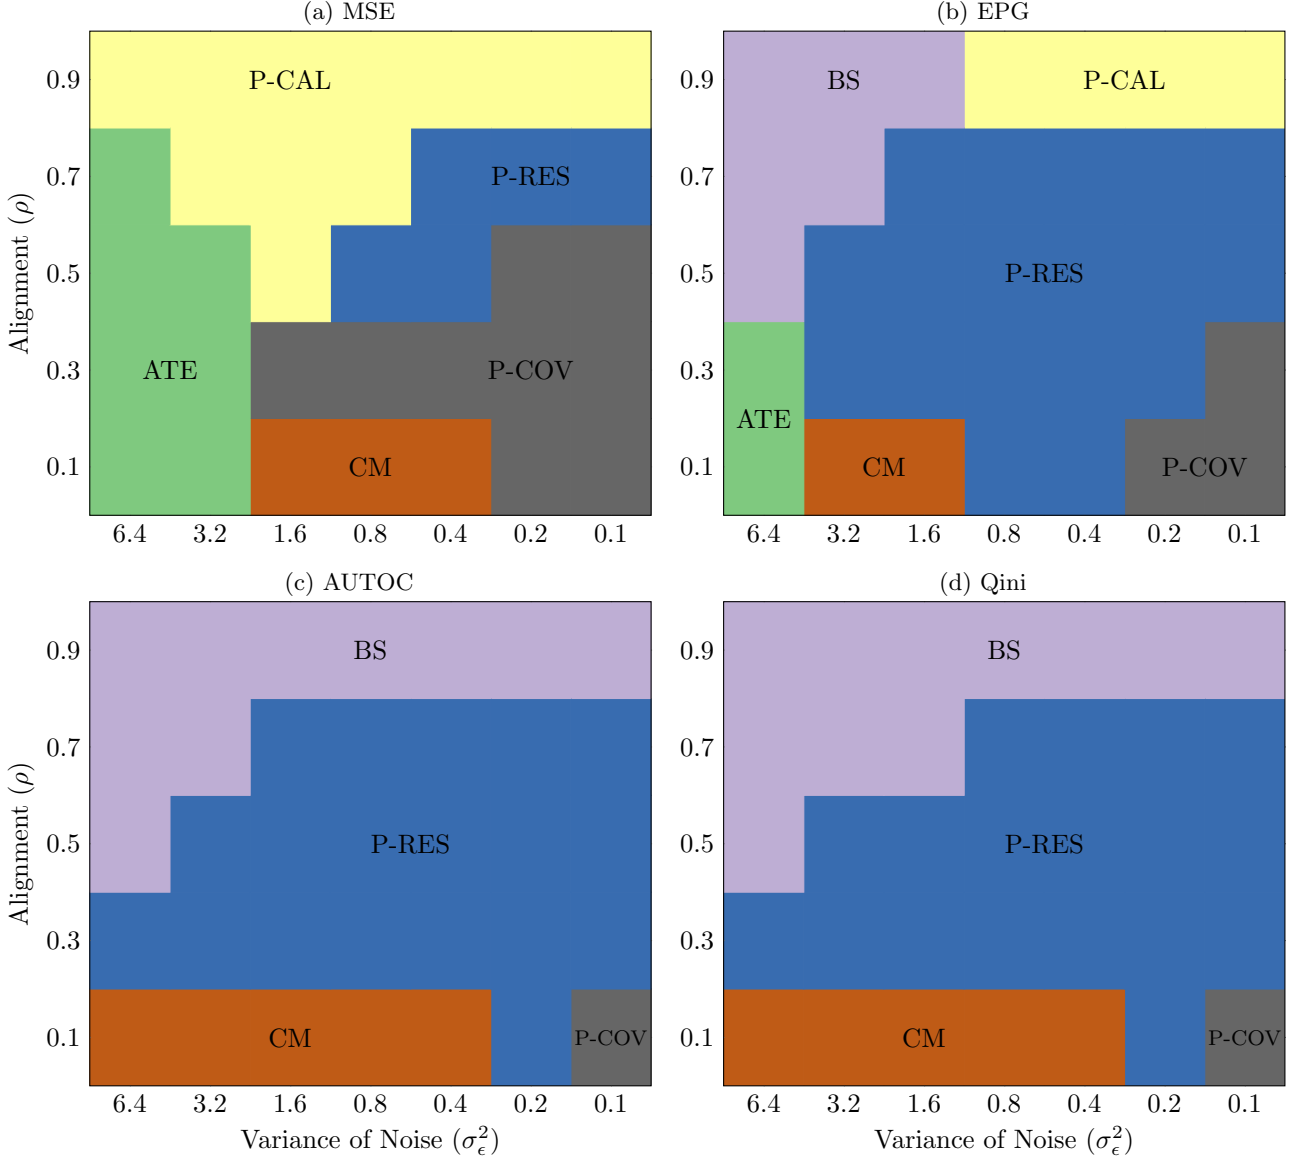 (a) MSE
(b) EPG
Alignment (ρ)
0.9
0.7
0.5
0.3
0.1
P-CAL
P-RES
ATE
P-COV
CM
6.4 3.2 1.6 0.8 0.4 0.2 0.1
0.9
0.7
0.5
0.3
0.1
BS
P-CAL
P-RES
ATE
CM
P-COV
6.4 3.2 1.6 0.8 0.4 0.2 0.1
(c) AUTOC
(d) Qini
Alignment (ρ)
0.9
0.7
0.5
0.3
0.1
BS
P-RES
CM
P-COV
6.4 3.2 1.6 0.8 0.4 0.2 0.1
Variance of Noise (σ²ϵ)
0.9
0.7
0.5
0.3
0.1
BS
P-RES
CM
P-COV
6.4 3.2 1.6 0.8 0.4 0.2 0.1
Variance of Noise (σ²ϵ)